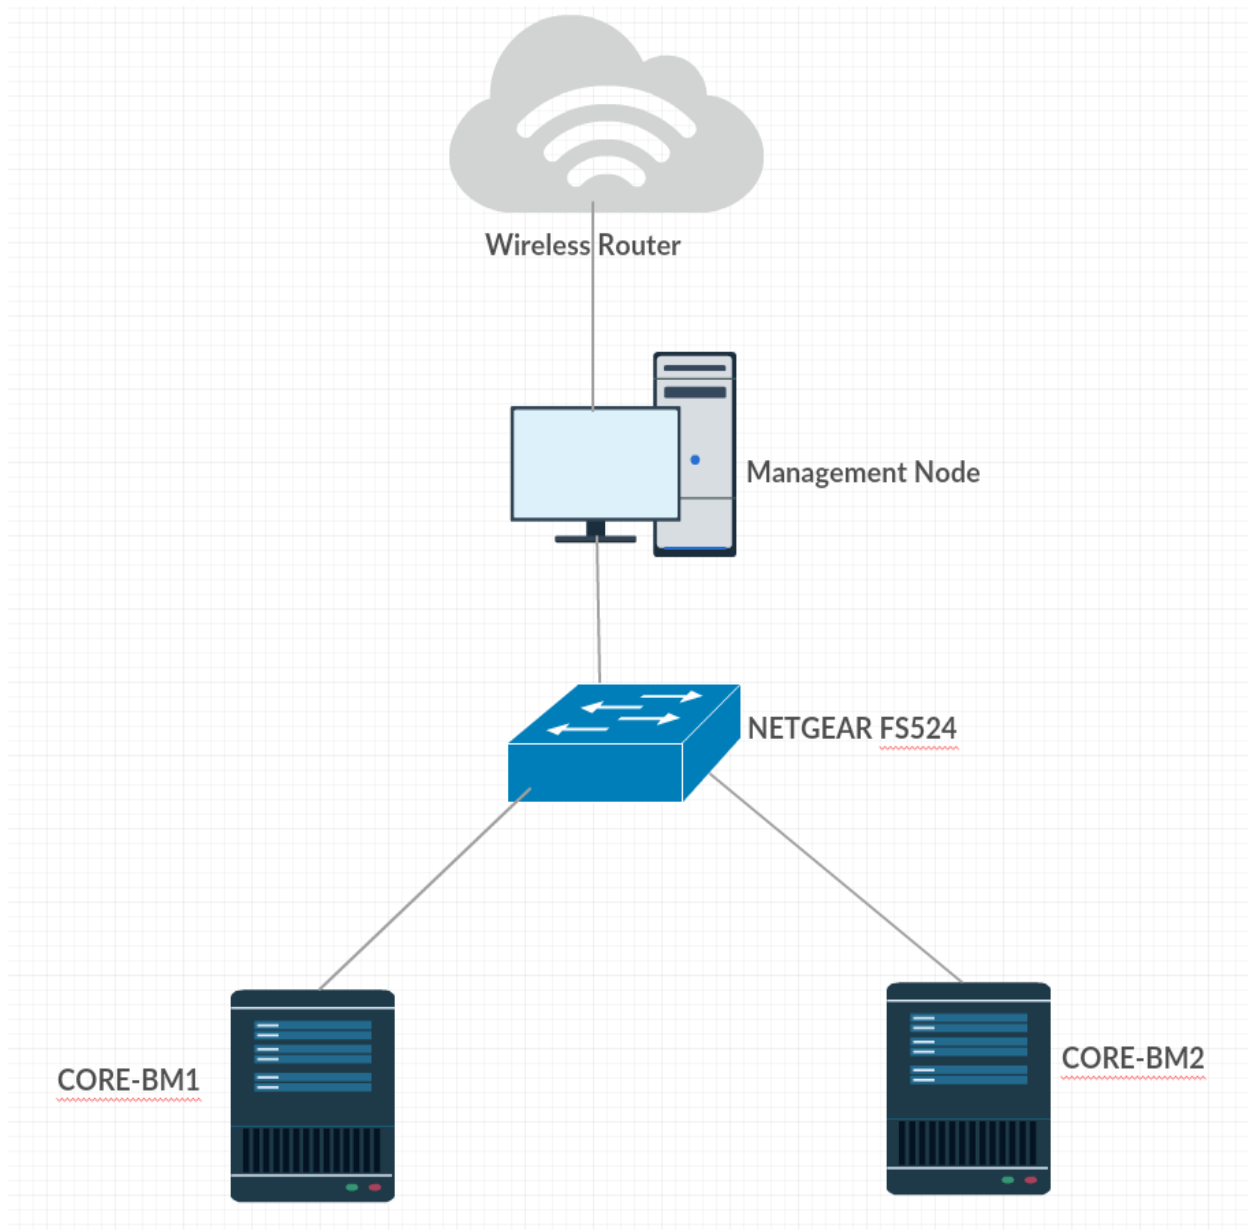 Wireless Router
Management Node
NETGEAR FS524
CORE-BM1
CORE-BM2